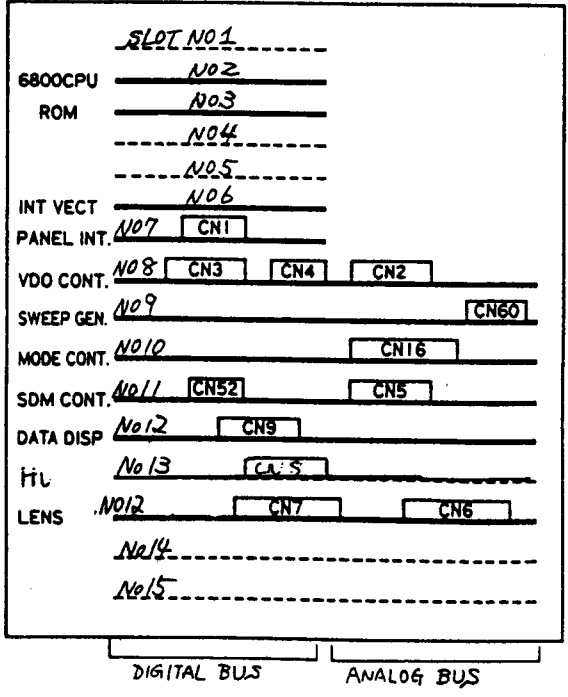 SLOT NO1
6800CPU NO2
ROM NO3
NO4
NO5
INT VECT NO6
PANEL INT. NO7 CN1
VDO CONT. NO8 CN3 CN4 CN2
SWEEP GEN. NO9 CN60
MODE CONT. NO10 CN16
SDM CONT. NO11 CN52 CN5
DATA DISP No12 CN9
No13
LENS NO12 CN7 CN6
No14
No15
DIGITAL BUS ANALOG BUS